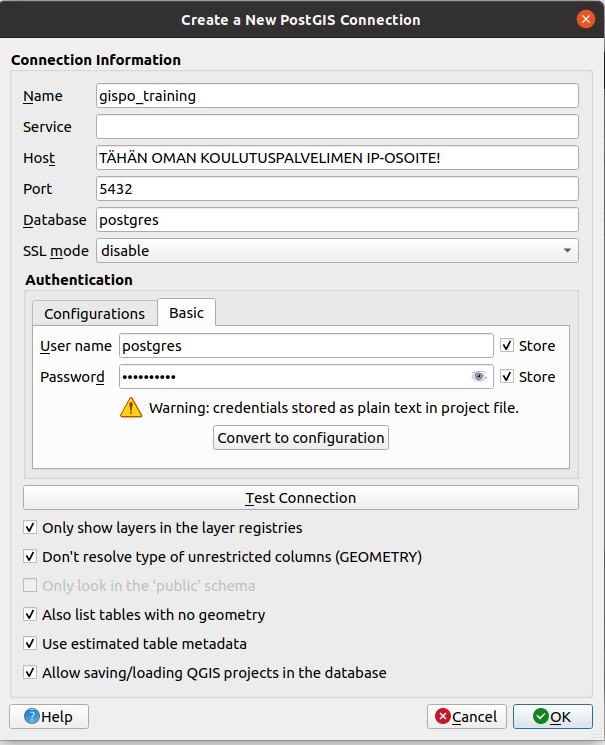 Create a New PostGIS Connection
Connection Information
Name gispo_training
Service
Host TÄHÄN OMAN KOULUTUSPALVELIMEN IP-OSOITE!
Port 5432
Database postgres
SSL mode disable
Authentication
Configurations Basic
User name postgres Store
Password •••••••••• Store
Warning: credentials stored as plain text in project file.
Convert to configuration
Test Connection
Only show layers in the layer registries
Don't resolve type of unrestricted columns (GEOMETRY)
Only look in the 'public' schema
Also list tables with no geometry
Use estimated table metadata
Allow saving/loading QGIS projects in the database
Help Cancel OK